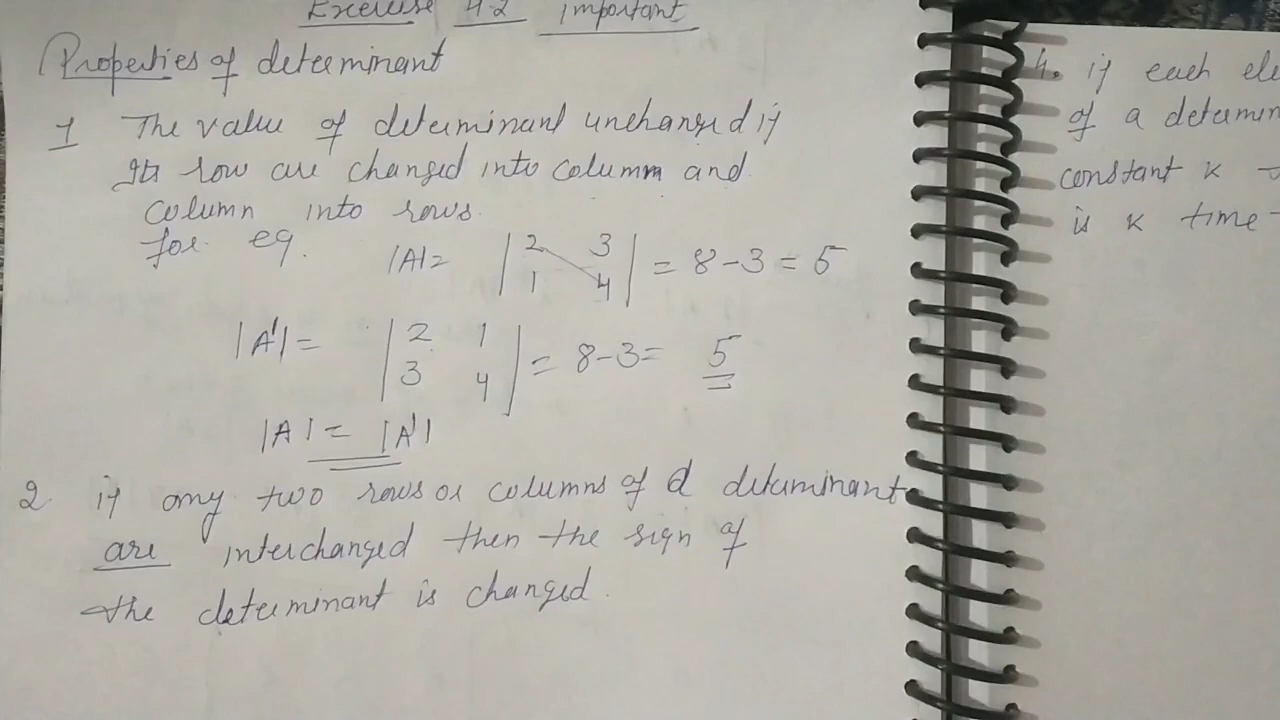 Exercise 4.2 important
Properties of determinant
1 The value of determinant unchanged if
Its row are changed into column and
column into rows.
for eg.
|A|= |2 3| = 8-3 = 5
|1 4|
|A'|= |2 1| = 8-3= 5
|3 4|
|A| = |A'|
2 if any two rows or columns of a determinant
are interchanged then the sign of
the determinant is changed.
4. if each ele
of a determin
constant K
is K time